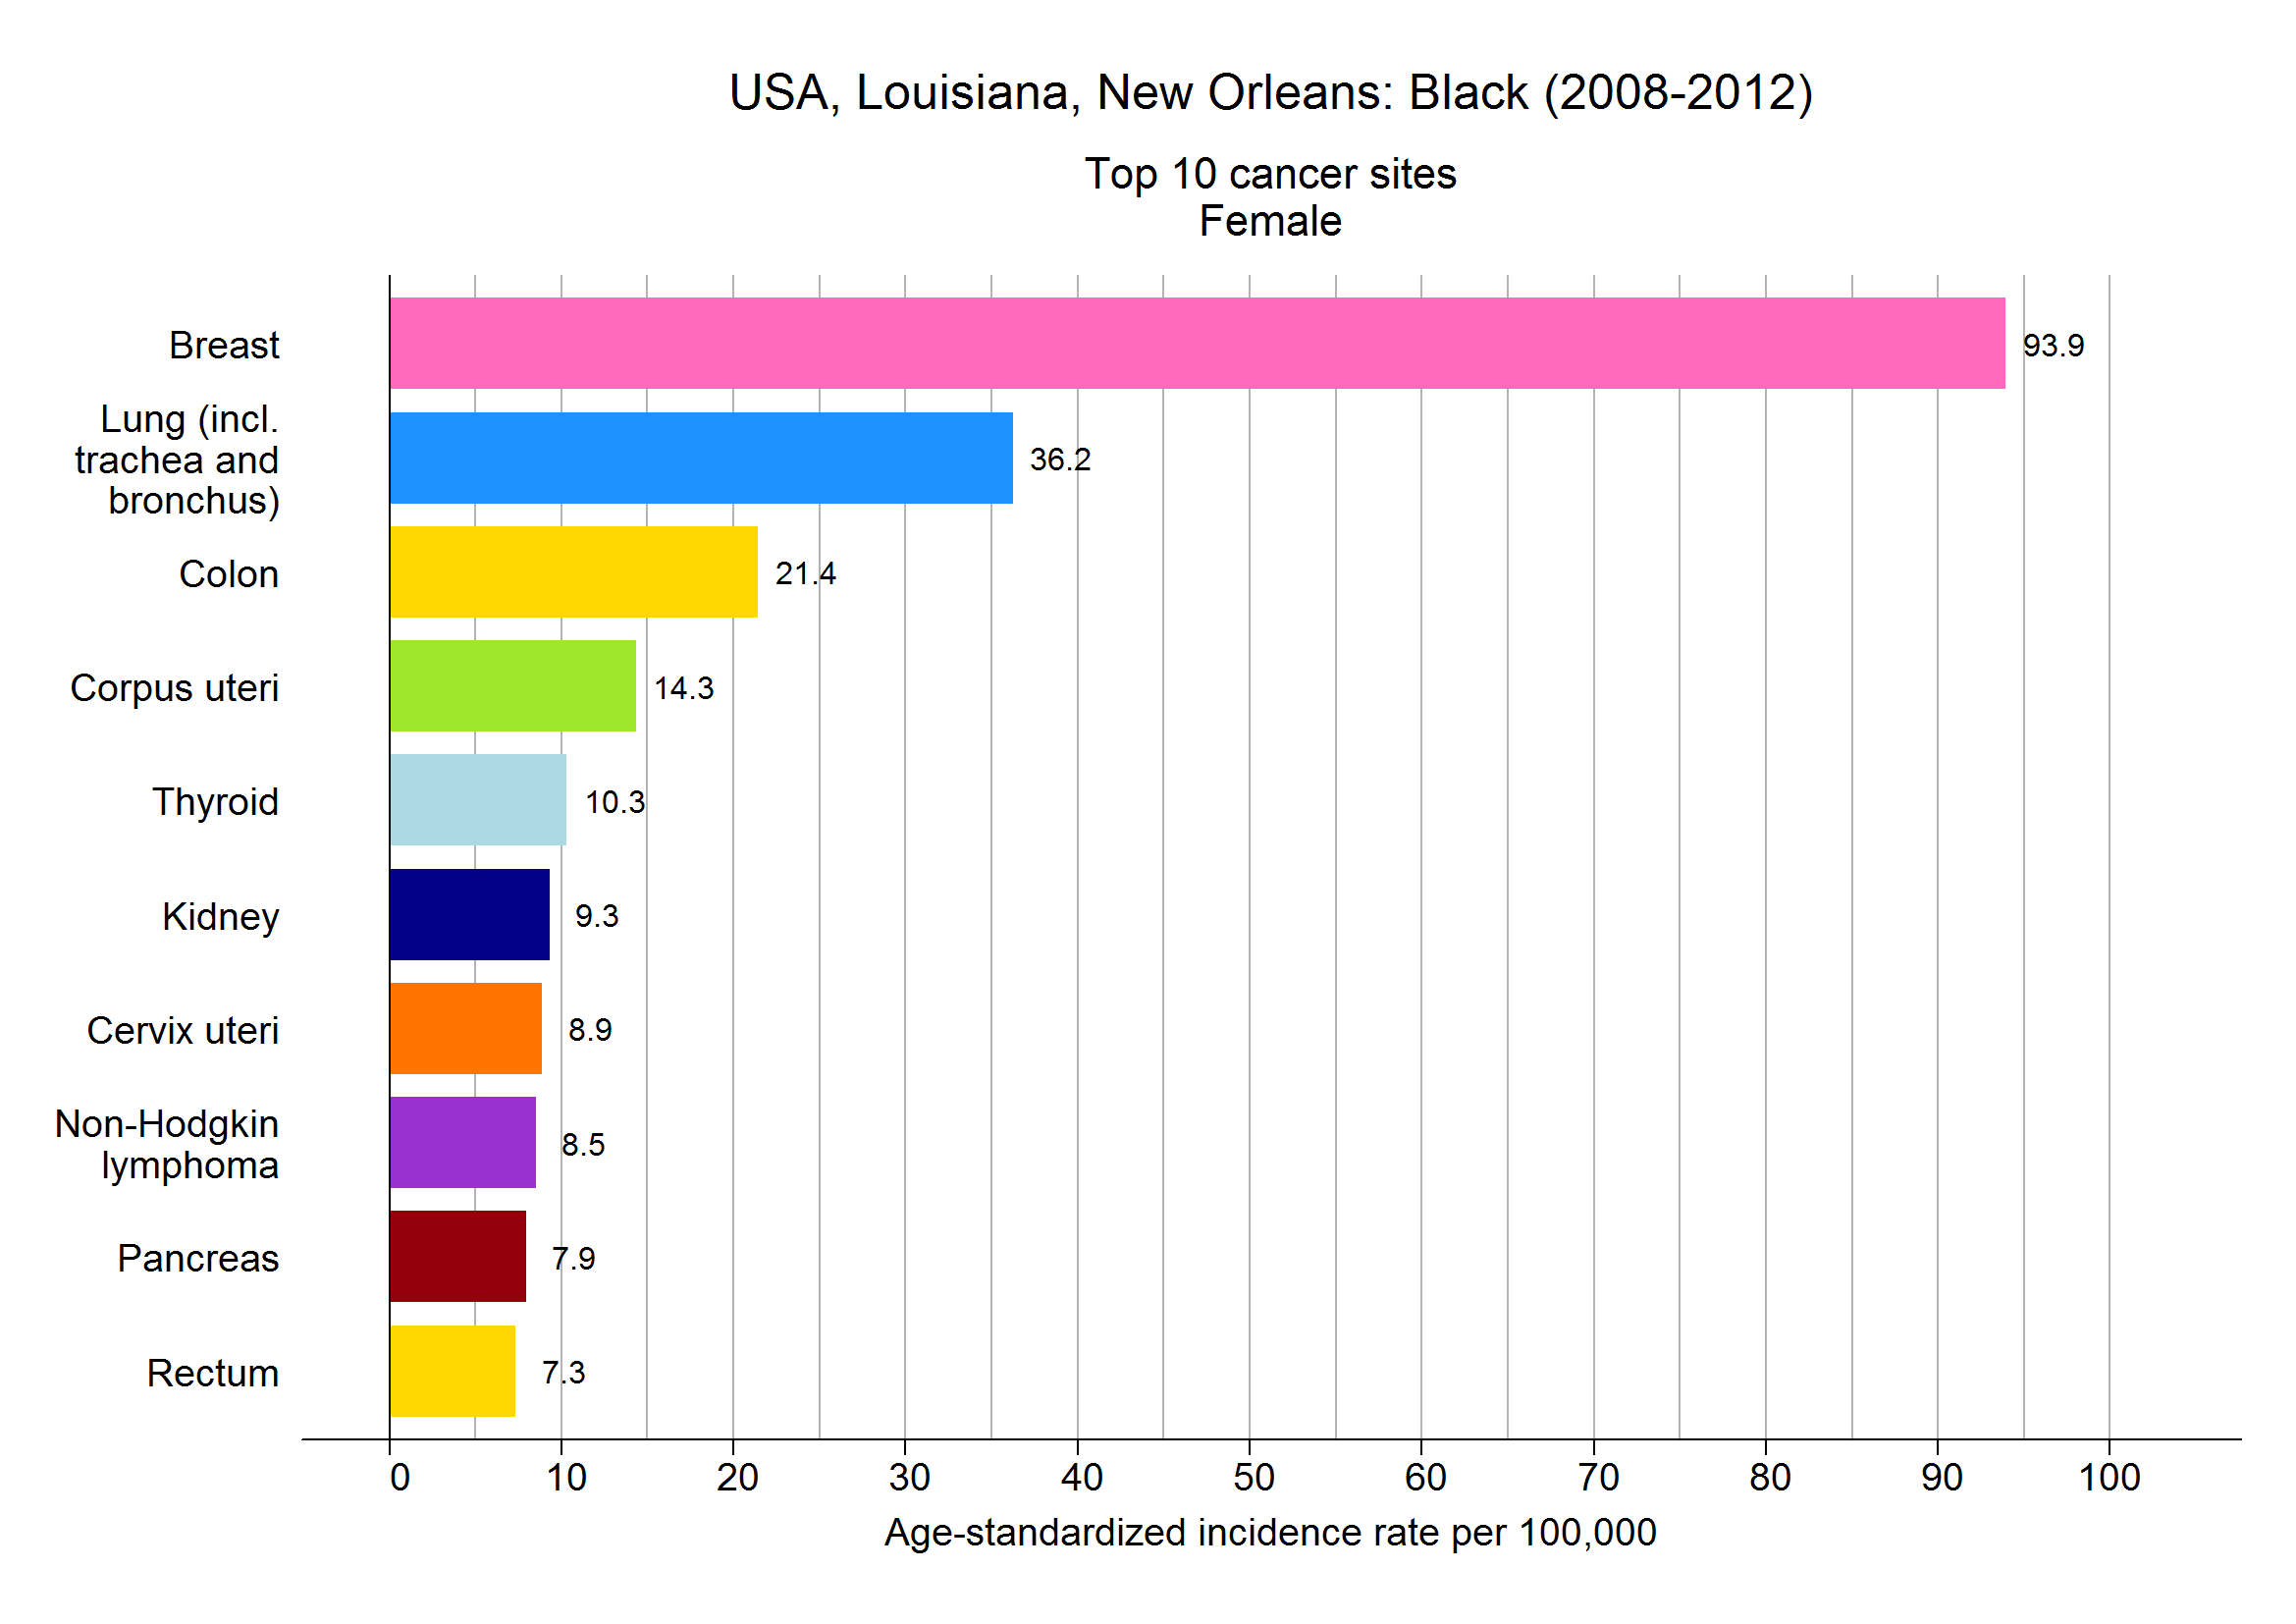 USA, Louisiana, New Orleans: Black (2008-2012)
Top 10 cancer sites
Female
Breast
93.9
Lung (incl.
trachea and
bronchus)
36.2
Colon
21.4
Corpus uteri
14.3
Thyroid
10.3
Kidney
9.3
Cervix uteri
8.9
Non-Hodgkin
lymphoma
8.5
Pancreas
7.9
Rectum
7.3
0 10 20 30 40 50 60 70 80 90 100
Age-standardized incidence rate per 100,000